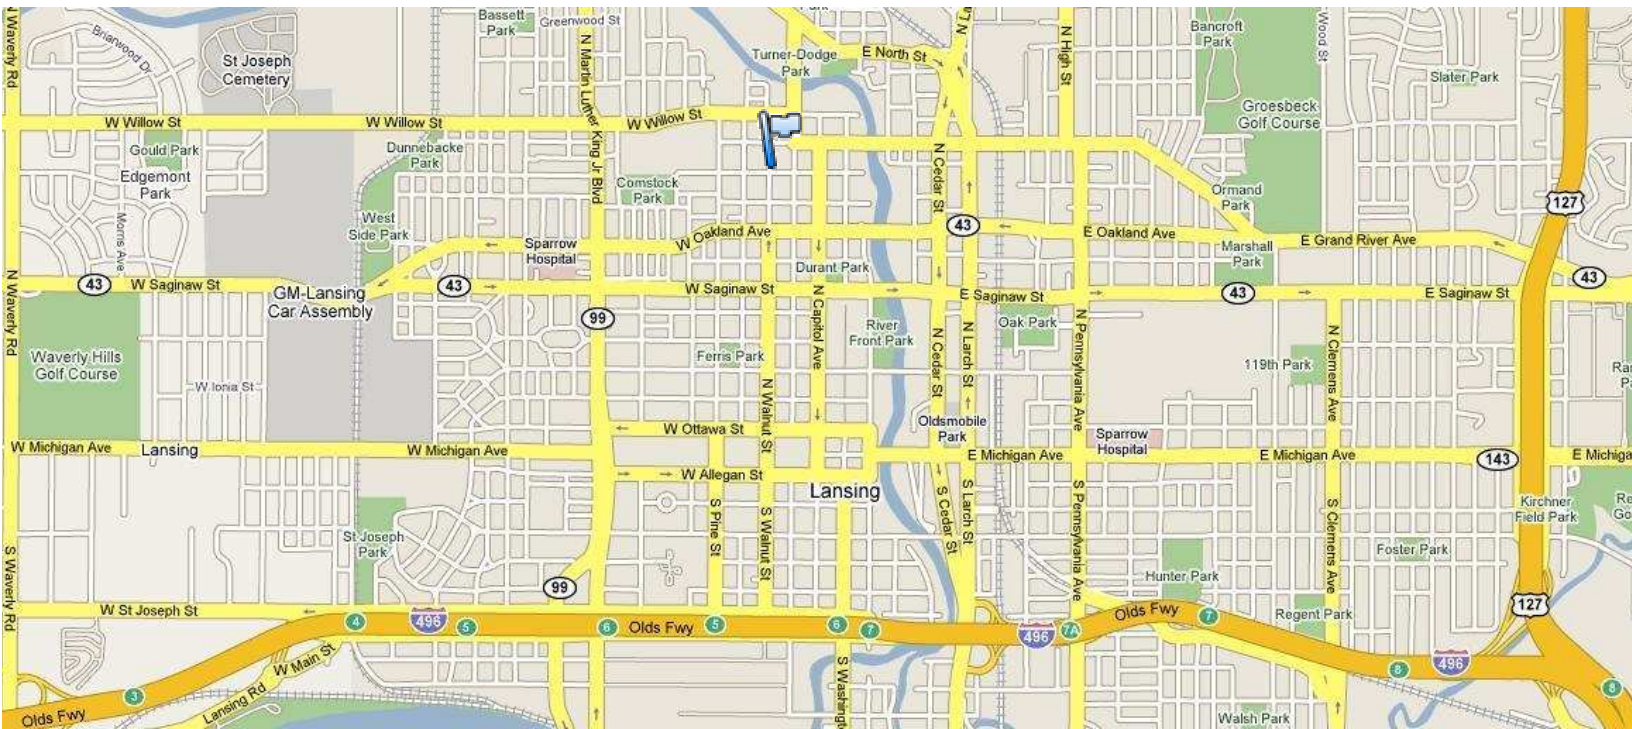 N Waverly Rd
Briarwood Dr
St Joseph
Cemetery
Bassett
Park
Greenwood St
N Martin Luther King Jr Blvd
Turner-Dodge
Park
E North St
N High St
Bancroft
Park
Wood St
Slater Park
Groesbeck
Golf Course
W Willow St
W Willow St
W Willow St
Gould Park
Dunnebacke
Park
Edgemont
Park
Comstock
Park
N Cedar St
Ormand
Park
127
Morris Ave
West
Side Park
Sparrow
Hospital
W Oakland Ave
43
E Oakland Ave
Marshall
Park
E Grand River Ave
N Waverly Rd
43
W Saginaw St
GM-Lansing
Car Assembly
43
W Saginaw St
Durant Park
E Saginaw St
43
E Saginaw St
43
99
N Capitol Ave
River
Front Park
N Cedar St
N Larch St
Oak Park
N Pennsylvania Ave
N Clemens Ave
Waverly Hills
Golf Course
W Ionia St
Ferris Park
119th Park
N Walnut St
W Michigan Ave
Lansing
W Michigan Ave
W Ottawa St
Oldsmobile
Park
E Michigan Ave
Sparrow
Hospital
E Michigan Ave
143
W Allegan St
Lansing
S Pine St
S Walnut St
S Cedar St
S Larch St
S Pennsylvania Ave
S Clemens Ave
Kirchner
Field Park
St Joseph
Park
Foster Park
S Waverly Rd
99
Hunter Park
127
W St Joseph St
4
496
5
6
Olds Fwy
5
6
7
496
7A
Olds Fwy
7
Regent Park
W Main St
496
8
8
3
Olds Fwy
Lansing Rd
Walsh Park